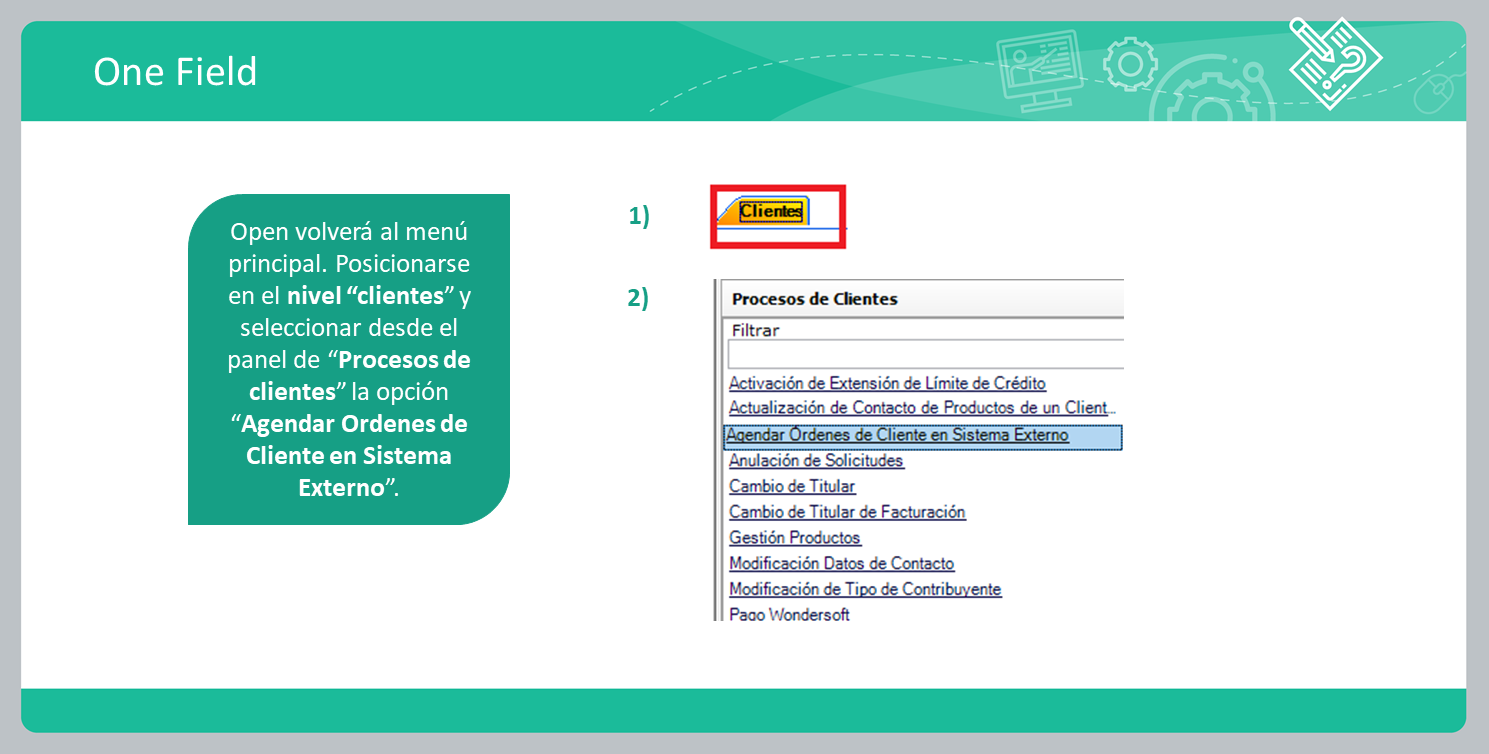 One Field
Open volverá al menú
principal. Posicionarse
en el nivel “clientes” y
seleccionar desde el
panel de “Procesos de
clientes” la opción
“Agendar Ordenes de
Cliente en Sistema
Externo”.
1)
Clientes
2)
Procesos de Clientes
Filtrar
Activación de Extensión de Límite de Crédito
Actualización de Contacto de Productos de un Client...
Agendar Órdenes de Cliente en Sistema Externo
Anulación de Solicitudes
Cambio de Titular
Cambio de Titular de Facturación
Gestión Productos
Modificación Datos de Contacto
Modificación de Tipo de Contribuyente
Pago Wondersoft